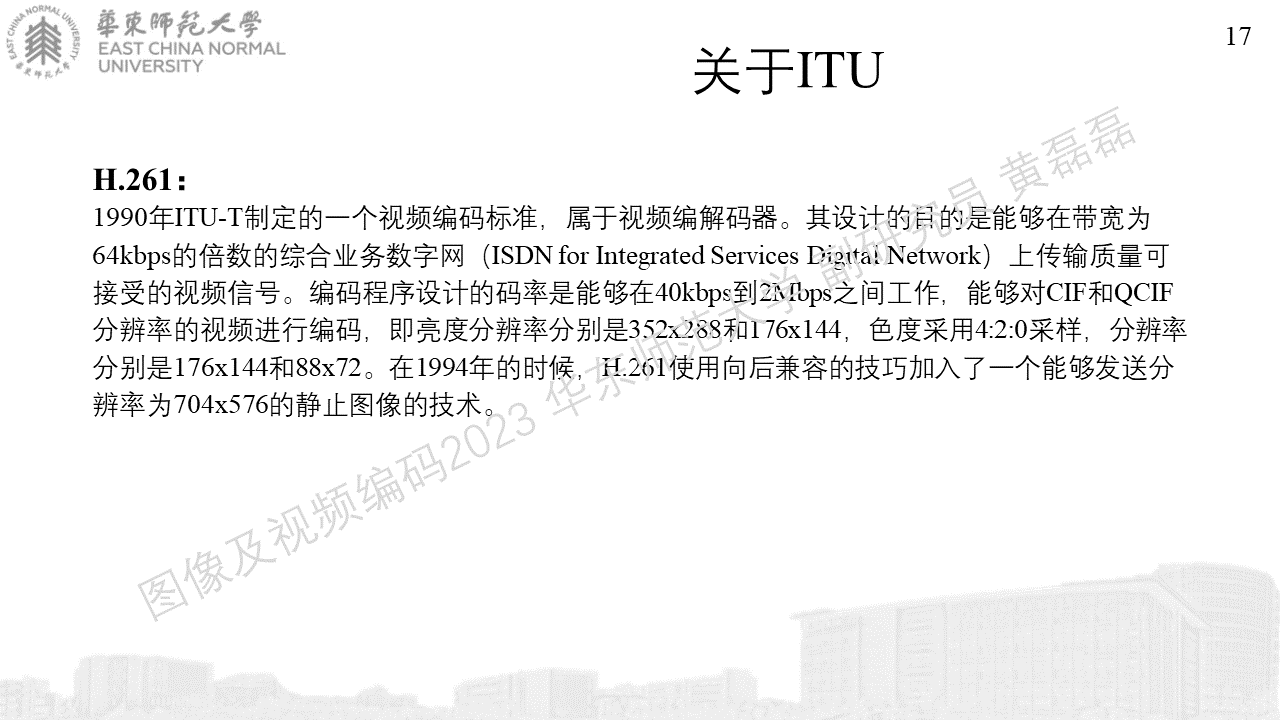 華東師範大學
EAST CHINA NORMAL
UNIVERSITY
EAST CHINA NORMAL UNIVERSITY
華東师范大学
17
关于ITU
H.261：
1990年ITU-T制定的一个视频编码标准，属于视频编解码器。其设计的目的是能够在带宽为
64kbps的倍数的综合业务数字网（ISDN for Integrated Services Digital Network）上传输质量可
接受的视频信号。编码程序设计的码率是能够在40kbps到2Mbps之间工作，能够对CIF和QCIF
分辨率的视频进行编码，即亮度分辨率分别是352x288和176x144，色度采用4:2:0采样，分辨率
分别是176x144和88x72。在1994年的时候，H.261使用向后兼容的技巧加入了一个能够发送分
辨率为704x576的静止图像的技术。
图像及视频编码2023 华东师范大学 副研究员 黄磊磊